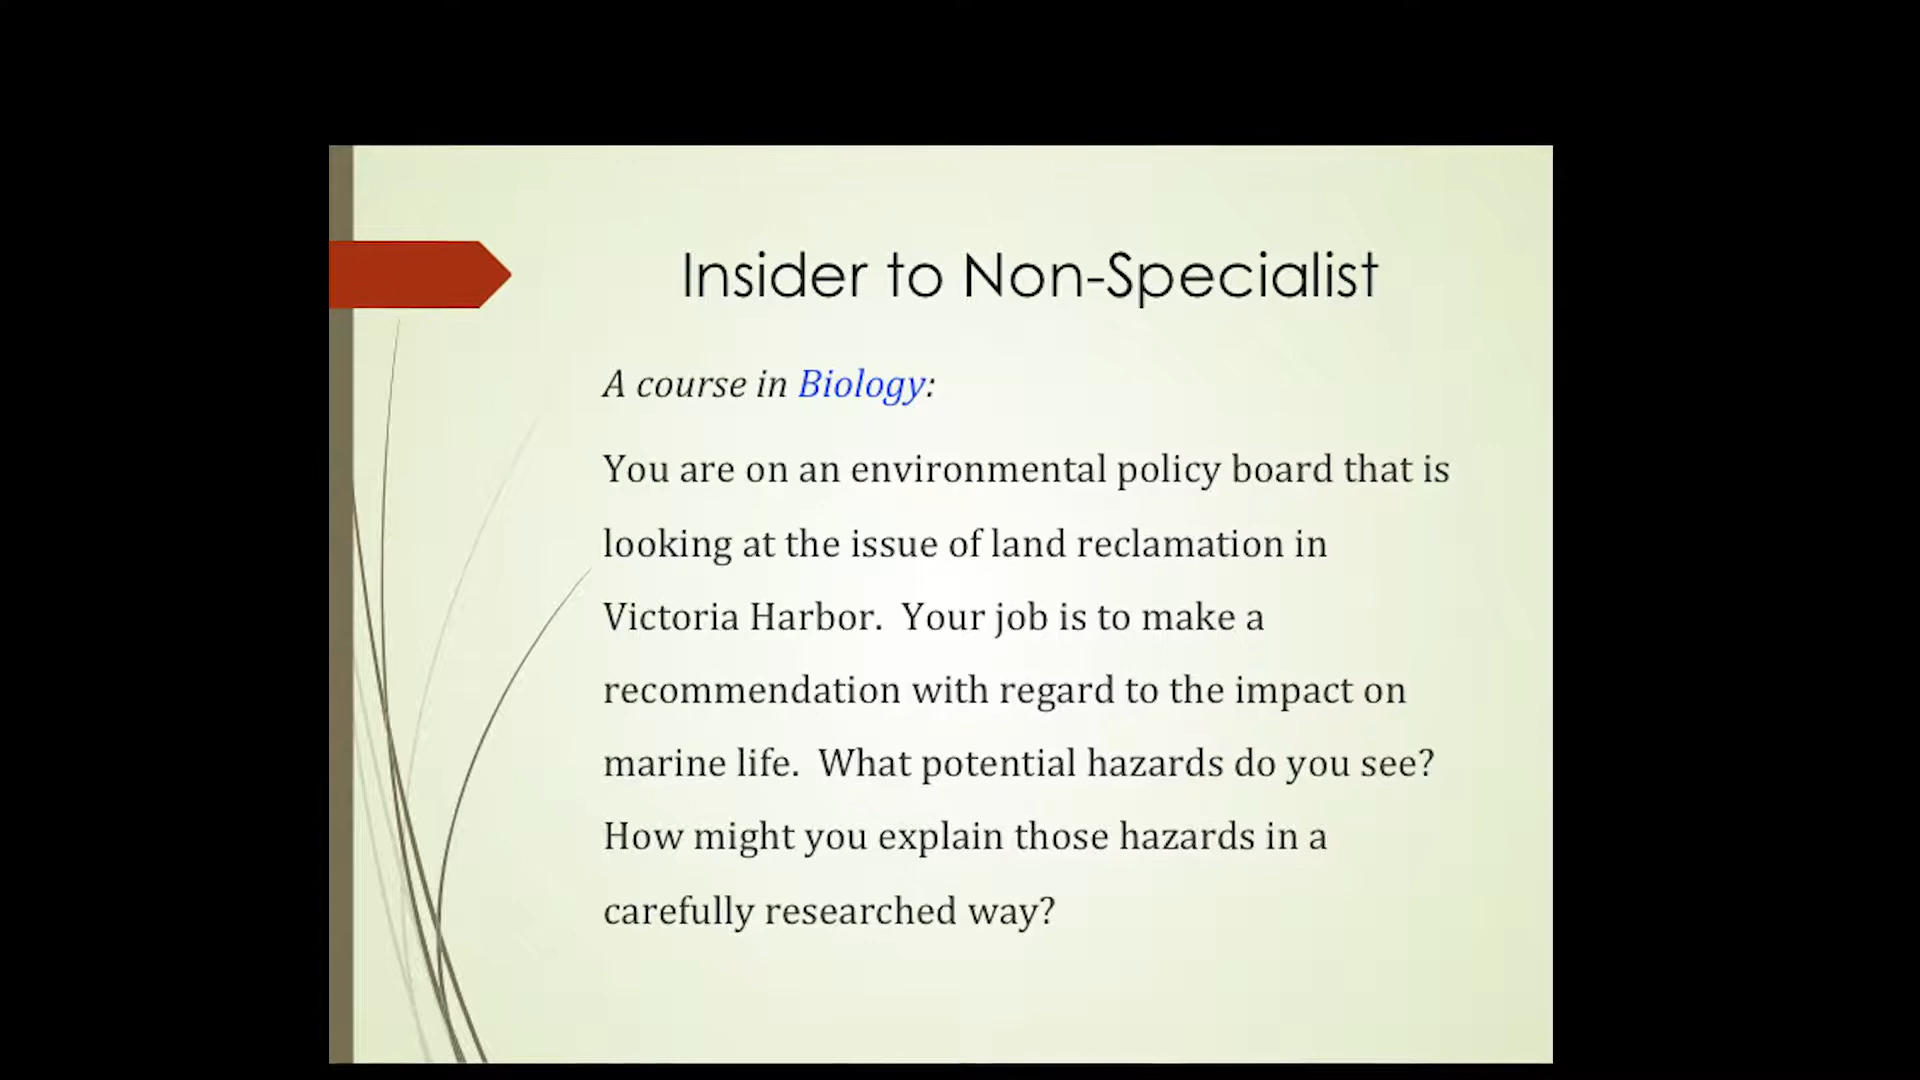 Insider to Non-Specialist
A course in Biology:
You are on an environmental policy board that is
looking at the issue of land reclamation in
Victoria Harbor.  Your job is to make a
recommendation with regard to the impact on
marine life.  What potential hazards do you see?
How might you explain those hazards in a
carefully researched way?